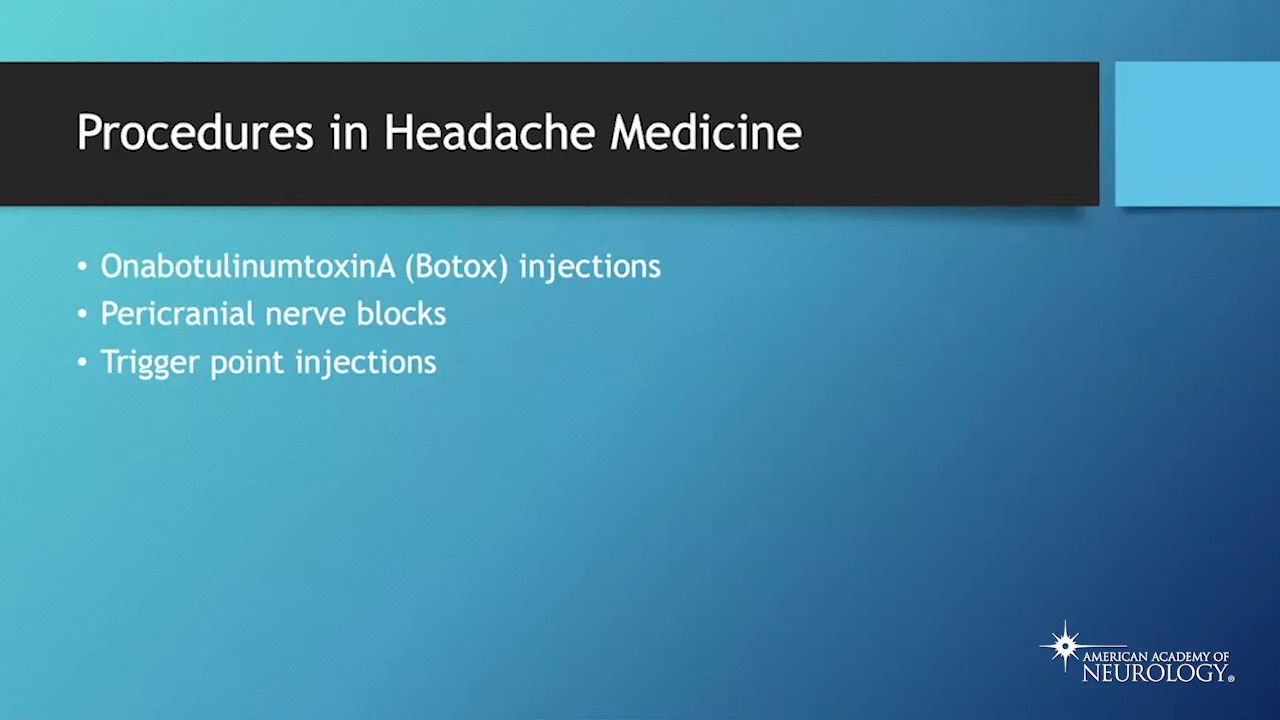 Procedures in Headache Medicine
• OnabotulinumtoxinA (Botox) injections
• Pericranial nerve blocks
• Trigger point injections
AMERICAN ACADEMY OF
NEUROLOGY®